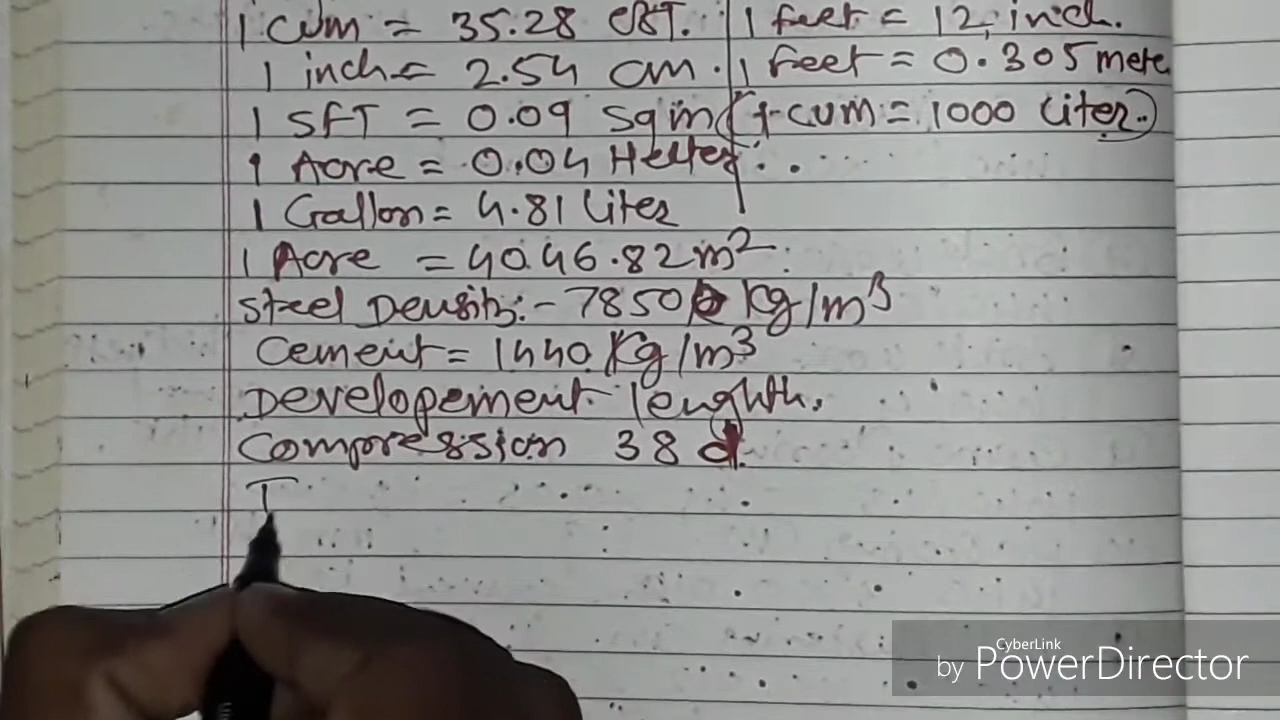 1 cum = 35.28 CBT. 1 feet = 12, inch.
1 inch = 2.54 cm. 1 feet = 0.305 mete
1 SFT = 0.09 Sqm 1 cum = 1000 Liter.
1 Acre = 0.04 Hecter.
1 Gallon = 4.81 Liter
1 Acre = 4046.82 m²
Steel Density:- 7850 Kg/m³
Cement = 1440 Kg/m³
Developement lenghth.
Compression 38 d.
T
CyberLink
by PowerDirector